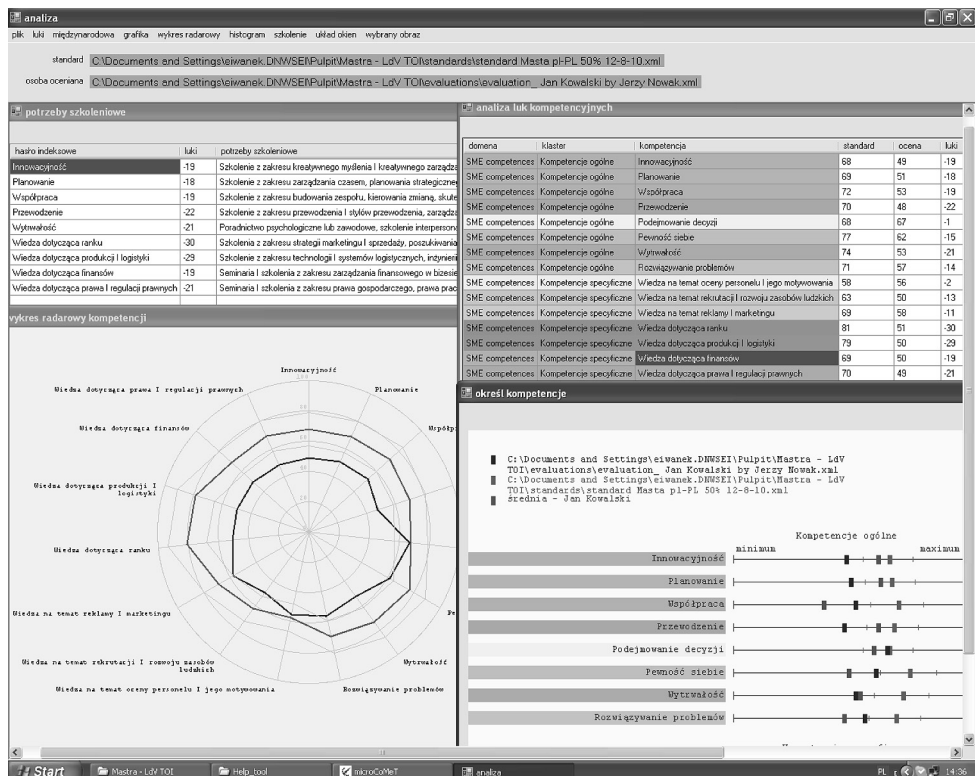 analiza
plik luki międzynarodowa grafika wykres radarowy histogram szkolenie układ okien wybrany obraz
standard C:\Documents and Settings\eiwanek.DNWSEI\Pulpit\Mastra - LdV TOI\standards\standard Masta pl-PL 50% 12-8-10.xml
osoba oceniana C:\Documents and Settings\eiwanek.DNWSEI\Pulpit\Mastra - LdV TOI\evaluations\evaluation_ Jan Kowalski by Jerzy Nowak.xml
potrzeby szkoleniowe
hasło indeksowe luki potrzeby szkoleniowe
Innowacyjność -19 Szkolenie z zakresu kreatywnego myślenia I kreatywnego zarządza
Planowanie -18 Szkolenie z zakresu zarządzania czasem, planowania strategiczne
Współpraca -19 Szkolenie z zakresu budowania zespołu, kierowania zmianą, skute
Przewodzenie -22 Szkolenie z zakresu przewodzenia I stylów przewodzenia, zarządza
Wytrwałość -21 Poradnictwo psychologiczne lub zawodowe, szkolenie interpersona
Wiedza dotycząca ranku -30 Szkolenia z zakresu strategii marketingu I sprzedaży, poszukiwania
Wiedza dotycząca produkcji I logistyki -29 Szkolenie z zakresu technologii I systemów logistycznych, inżynierii
Wiedza dotycząca finansów -19 Seminaria I szkolenia z zakresu zarządzania finansowego w biznesie
Wiedza dotycząca prawa I regulacji prawnych -21 Seminaria I szkolenia z zakresu prawa gospodarczego, prawa prac
analiza luk kompetencyjnych
domena klaster kompetencja standard ocena luki
SME competences Kompetencje ogólne Innowacyjność 68 49 -19
SME competences Kompetencje ogólne Planowanie 69 51 -18
SME competences Kompetencje ogólne Współpraca 72 53 -19
SME competences Kompetencje ogólne Przewodzenie 70 48 -22
SME competences Kompetencje ogólne Podejmowanie decyzji 68 67 -1
SME competences Kompetencje ogólne Pewność siebie 77 62 -15
SME competences Kompetencje ogólne Wytrwałość 74 53 -21
SME competences Kompetencje ogólne Rozwiązywanie problemów 71 57 -14
SME competences Kompetencje specyficzne Wiedza na temat oceny personelu I jego motywowania 58 56 -2
SME competences Kompetencje specyficzne Wiedza na temat rekrutacji I rozwoju zasobów ludzkich 63 50 -13
SME competences Kompetencje specyficzne Wiedza na temat reklamy I marketingu 69 58 -11
SME competences Kompetencje specyficzne Wiedza dotycząca ranku 81 51 -30
SME competences Kompetencje specyficzne Wiedza dotycząca produkcji I logistyki 79 50 -29
SME competences Kompetencje specyficzne Wiedza dotycząca finansów 69 50 -19
SME competences Kompetencje specyficzne Wiedza dotycząca prawa I regulacji prawnych 70 49 -21
wykres radarowy kompetencji
Innowacyjność
Planowanie
Współp
Pe
Wytrwałość
Rozwiązywanie problemów
Wiedza na temat oceny personelu I jego motywowania
Wiedza na temat rekrutacji I rozwoju zasobów
ludzkich
Wiedza na temat reklamy I marketingu
Wiedza dotycząca ranku
Wiedza dotycząca produkcji I
logistyki
Wiedza dotycząca finansów
Wiedza dotycząca prawa I regulacji prawnych
określ kompetencje
C:\Documents and Settings\eiwanek.DNWSEI\Pulpit\Mastra - LdV
TOI\evaluations\evaluation_ Jan Kowalski by Jerzy Nowak.xml
C:\Documents and Settings\eiwanek.DNWSEI\Pulpit\Mastra - LdV
TOI\standards\standard Masta pl-PL 50% 12-8-10.xml
średnia - Jan Kowalski
Kompetencje ogólne
minimum maximum
Innowacyjność
Planowanie
Współpraca
Przewodzenie
Podejmowanie decyzji
Pewność siebie
Wytrwałość
Rozwiązywanie problemów
Start Mastra - LdV TOI Help_tool microCoMeT analiza PL 14:36